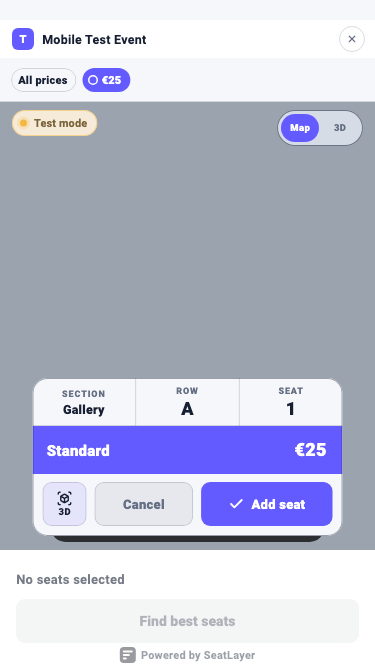 T Mobile Test Event
All prices €25
Test mode
Map 3D
SECTION ROW SEAT
Gallery A 1
Standard €25
3D Cancel Add seat
No seats selected
Find best seats
Powered by SeatLayer